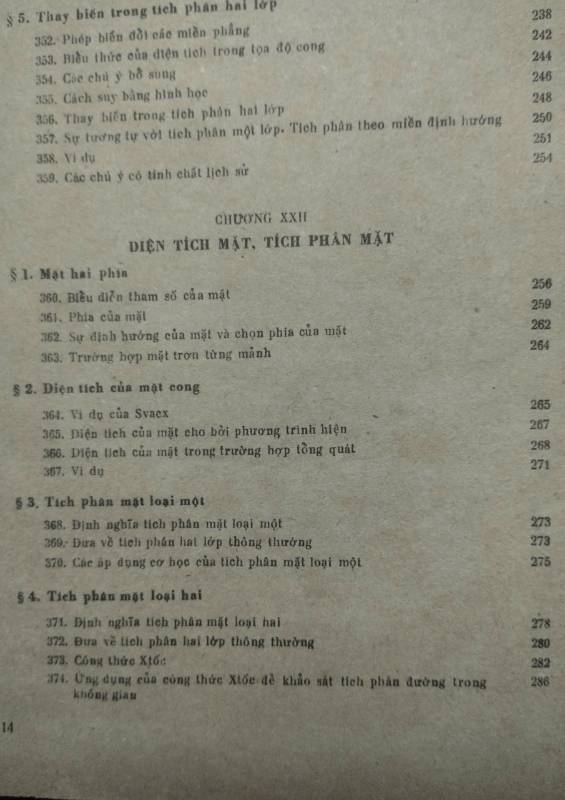 § 5. Thay biến trong tích phân hai lớp 238
352. Phép biến đổi các miền phẳng 242
353. Biểu thức của diện tích trong tọa độ cong 244
354. Các chú ý bổ sung 246
355. Cách suy bằng hình học 248
356. Thay biến trong tích phân hai lớp 250
357. Sự tương tự với tích phân một lớp. Tích phân theo miền định hướng 251
358. Ví dụ 254
359. Các chú ý có tính chất lịch sử
CHƯƠNG XXII
DIỆN TÍCH MẶT, TÍCH PHÂN MẶT
§ 1. Mặt hai phía
360. Biểu diễn tham số của mặt 256
361. Phía của mặt 259
362. Sự định hướng của mặt và chọn phía của mặt 262
363. Trường hợp mặt trơn từng mảnh 264
§ 2. Diện tích của mặt cong
364. Ví dụ của Svacx 265
365. Diện tích của mặt cho bởi phương trình hiện 267
366. Diện tích của mặt trong trường hợp tổng quát 268
367. Ví dụ 271
§ 3. Tích phân mặt loại một
368. Định nghĩa tích phân mặt loại một 273
369. Đưa về tích phân hai lớp thông thường 273
370. Các áp dụng cơ học của tích phân mặt loại một 275
§ 4. Tích phân mặt loại hai
371. Định nghĩa tích phân mặt loại hai 278
372. Đưa về tích phân hai lớp thông thường 280
373. Công thức Xtốc 282
374. Ứng dụng của công thức Xtốc để khảo sát tích phân đường trong 286
không gian
14